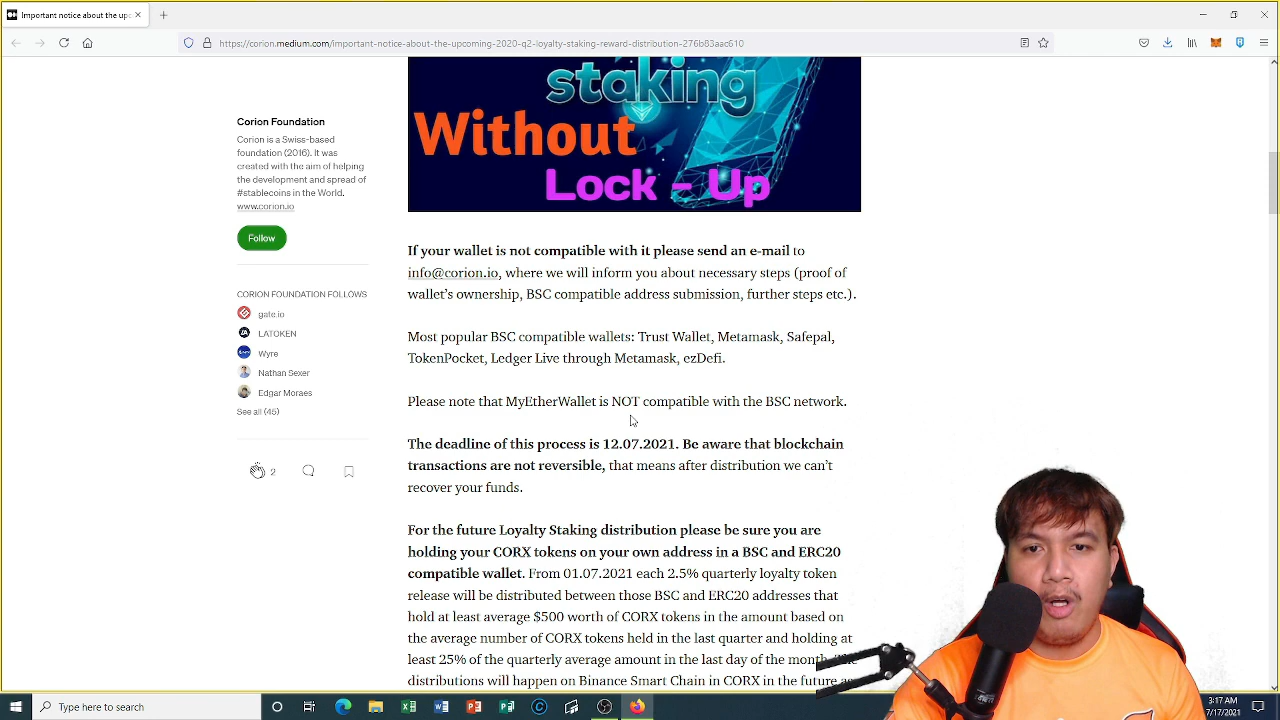 Important notice about the upc
https://corion.medium.com/important-notice-about-the-upcoming-2021-q2-loyalty-staking-reward-distribution-276b83aac610
staking
Without
Lock - Up
Corion Foundation
Corion is a Swiss-based
foundation (2016). It was
created with the aim of helping
the development and spread of
#stablecoins in the World.
www.corion.io
Follow
CORION FOUNDATION FOLLOWS
gate.io
LATOKEN
Wyre
Nathan Sexer
Edgar Moraes
See all (45)
2
If your wallet is not compatible with it please send an e-mail to
info@corion.io, where we will inform you about necessary steps (proof of
wallet's ownership, BSC compatible address submission, further steps etc.).
Most popular BSC compatible wallets: Trust Wallet, Metamask, Safepal,
TokenPocket, Ledger Live through Metamask, ezDefi.
Please note that MyEtherWallet is NOT compatible with the BSC network.
The deadline of this process is 12.07.2021. Be aware that blockchain
transactions are not reversible, that means after distribution we can't
recover your funds.
For the future Loyalty Staking distribution please be sure you are
holding your CORX tokens on your own address in a BSC and ERC20
compatible wallet. From 01.07.2021 each 2.5% quarterly loyalty token
release will be distributed between those BSC and ERC20 addresses that
hold at least average $500 worth of CORX tokens in the amount based on
the average number of CORX tokens held in the last quarter and holding at
least 25% of the quarterly average amount in the last day of the month.
distributions will happen on Binance Smart Chain in CORX in the future
Type here to search
3:17 AM
7/17/2021